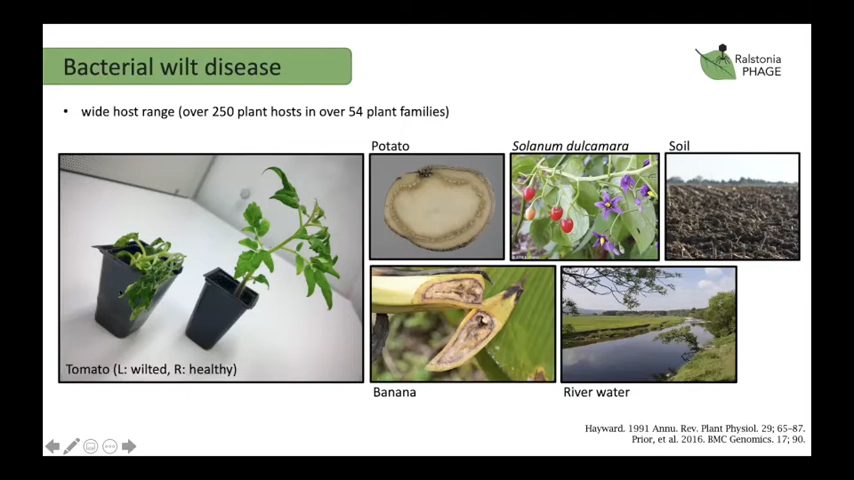 Bacterial wilt disease
Ralstonia
PHAGE
• wide host range (over 250 plant hosts in over 54 plant families)
Potato
Solanum dulcamara
Soil
Tomato (L: wilted, R: healthy)
Banana
River water
Hayward. 1991 Annu. Rev. Plant Physiol. 29; 65–87.
Prior, et al. 2016. BMC Genomics. 17; 90.